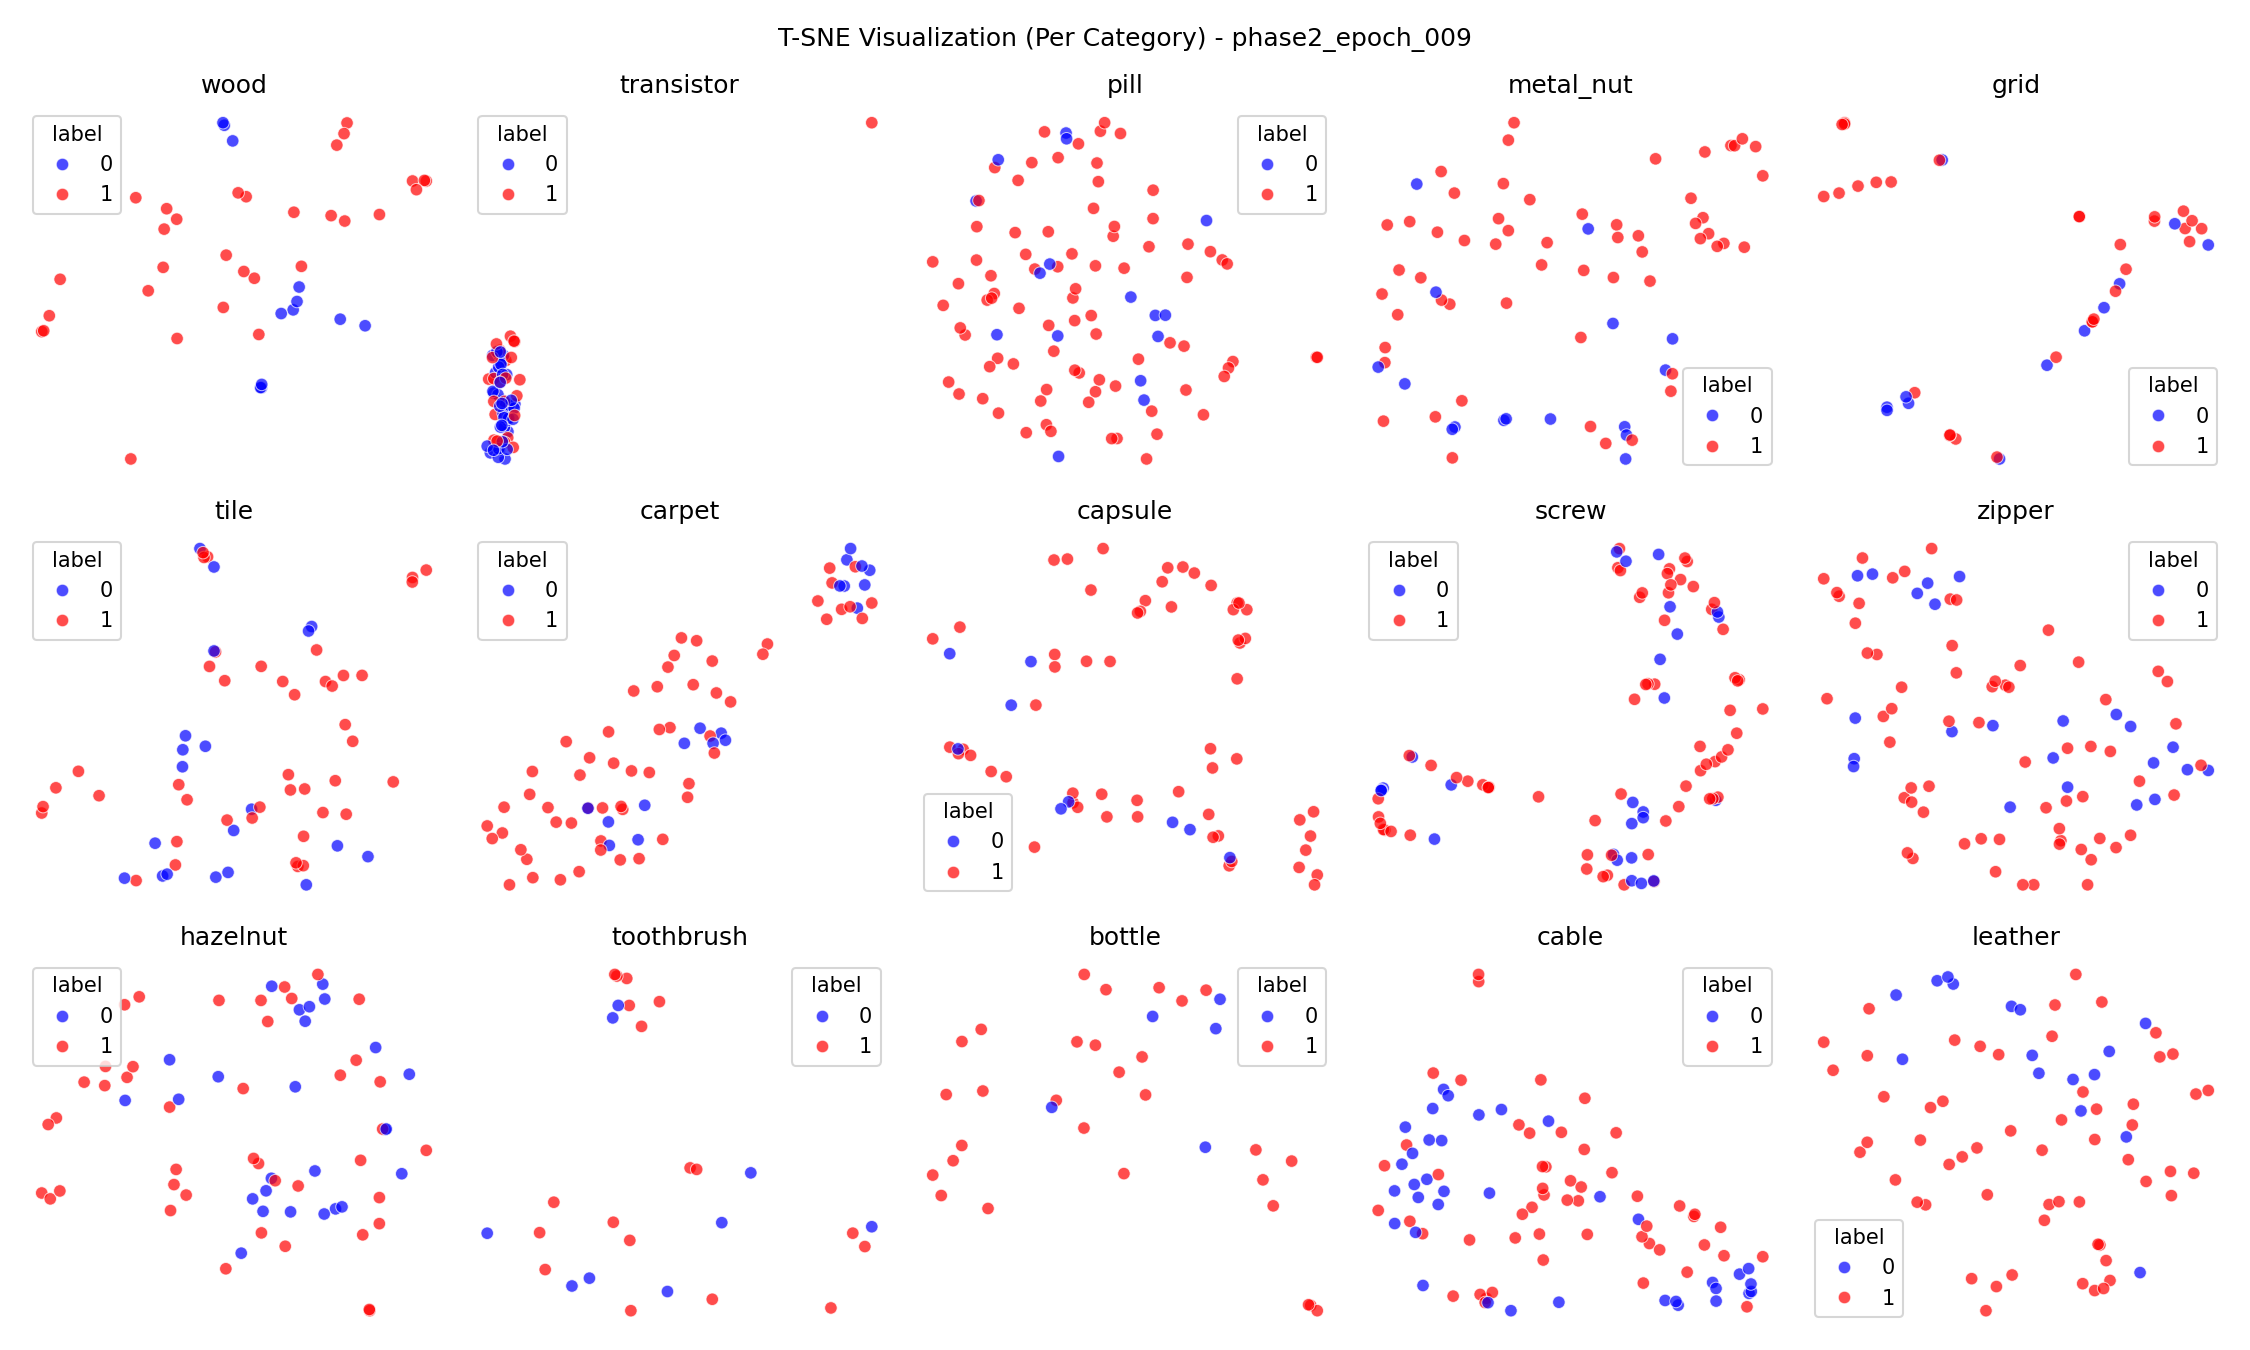 T-SNE Visualization (Per Category) - phase2_epoch_009
wood
label
0
1
transistor
label
0
1
pill
label
0
1
metal_nut
label
0
1
grid
label
0
1
tile
label
0
1
carpet
label
0
1
capsule
label
0
1
screw
label
0
1
zipper
label
0
1
hazelnut
label
0
1
toothbrush
label
0
1
bottle
label
0
1
cable
label
0
1
leather
label
0
1